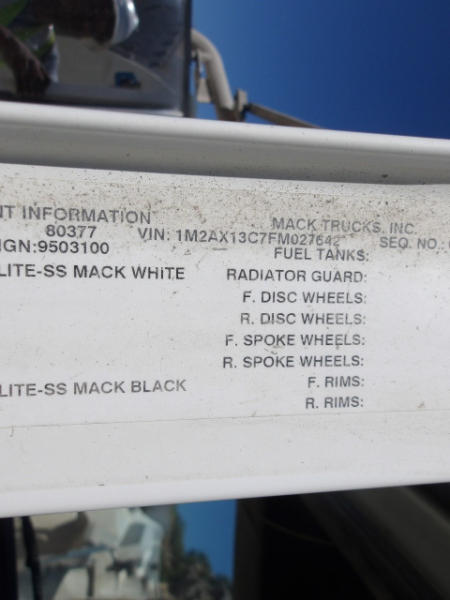 NT INFORMATION MACK TRUCKS, INC.
80377 VIN: 1M2AX13C7FM027642 SEQ. NO.:
IGN:9503100 FUEL TANKS:
LITE-SS MACK WHITE RADIATOR GUARD:
F. DISC WHEELS:
R. DISC WHEELS:
F. SPOKE WHEELS:
R. SPOKE WHEELS:
LITE-SS MACK BLACK F. RIMS:
R. RIMS: